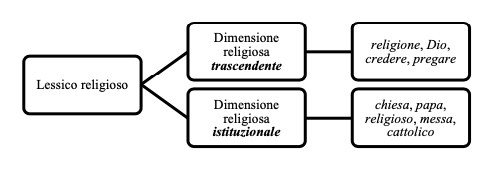 Lessico religioso
Dimensione
religiosa
trascendente
religione, Dio,
credere, pregare
Dimensione
religiosa
istituzionale
chiesa, papa,
religioso, messa,
cattolico